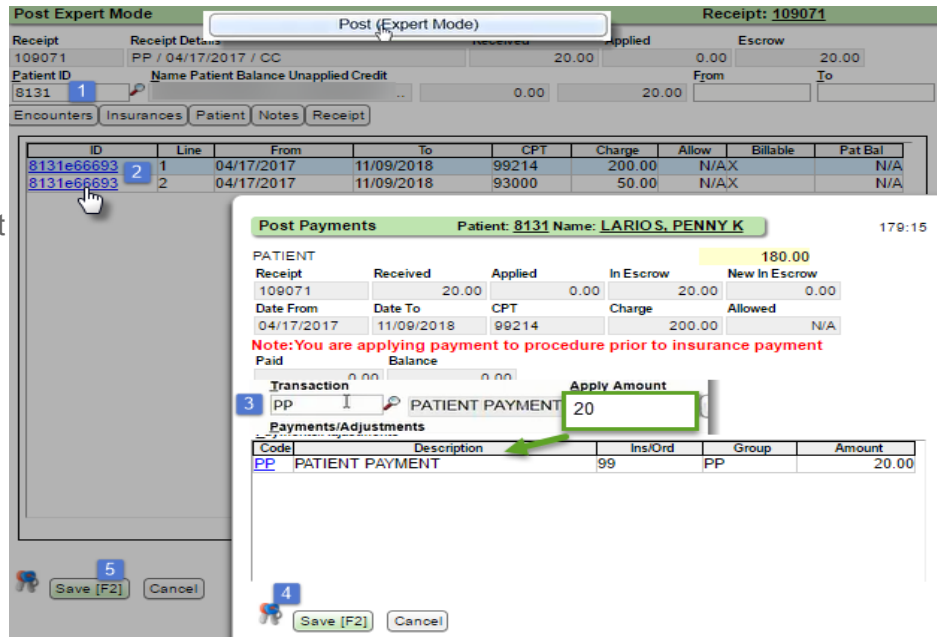 Post Expert Mode
Post (Expert Mode)
Receipt: 109071
Receipt Receipt Details Received Applied Escrow
109071 PP / 04/17/2017 / CC 20.00 0.00 20.00
Patient ID Name Patient Balance Unapplied Credit From To
8131 1 .. 0.00 20.00
Encounters Insurances Patient Notes Receipt
ID Line From To CPT Charge Allow Billable Pat Bal
8131e66693 2 1 04/17/2017 11/09/2018 99214 200.00 N/A X N/A
8131e66693 2 04/17/2017 11/09/2018 93000 50.00 N/A X N/A
t
Post Payments Patient: 8131 Name: LARIOS, PENNY K 179:15
PATIENT 180.00
Receipt Received Applied In Escrow New In Escrow
109071 20.00 0.00 20.00 0.00
Date From Date To CPT Charge Allowed
04/17/2017 11/09/2018 99214 200.00 N/A
Note:You are applying payment to procedure prior to insurance payment
Paid Balance
0.00 0.00
Transaction Apply Amount
3 PP PATIENT PAYMENT 20
Payments/Adjustments
Code Description Ins/Ord Group Amount
PP PATIENT PAYMENT 99 PP 20.00
5
Save [F2] Cancel
4
Save [F2] Cancel